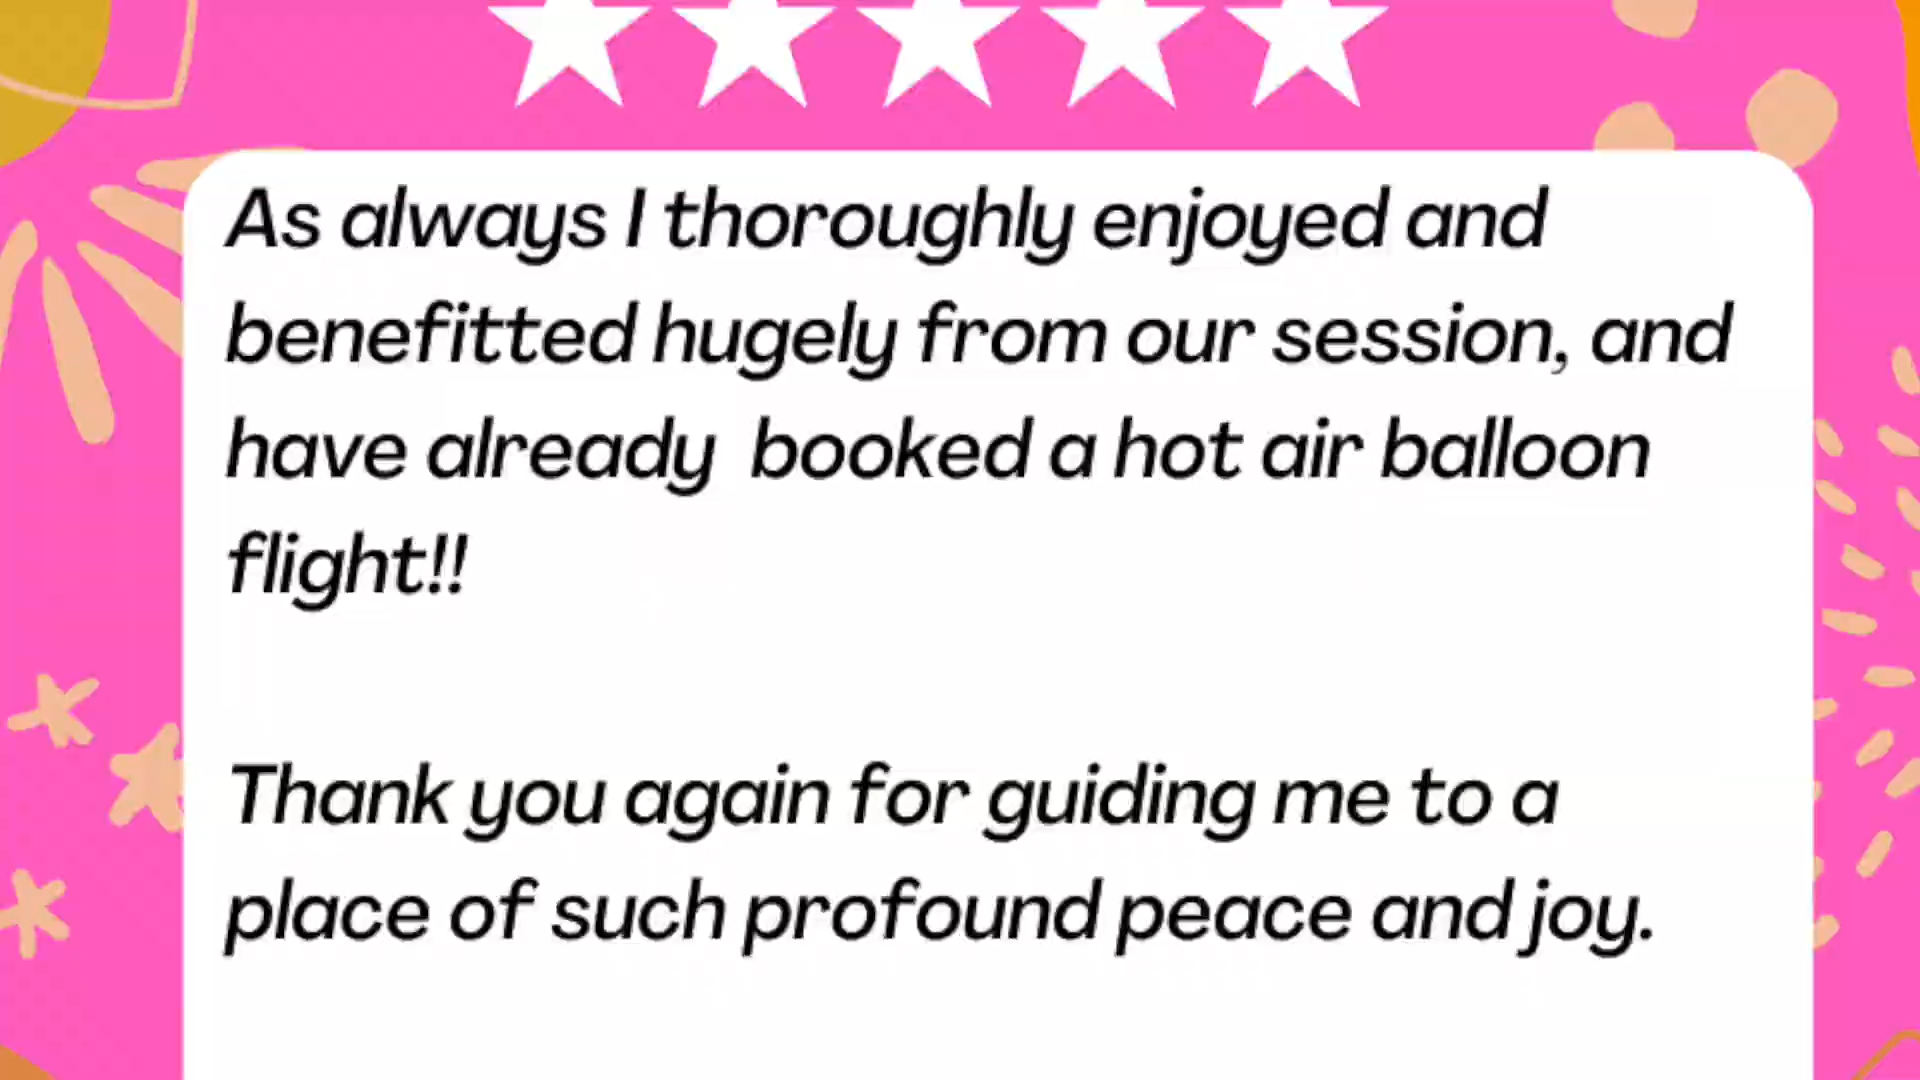 As always I thoroughly enjoyed and
benefitted hugely from our session, and
have already  booked a hot air balloon
flight!!
Thank you again for guiding me to a
place of such profound peace and joy.